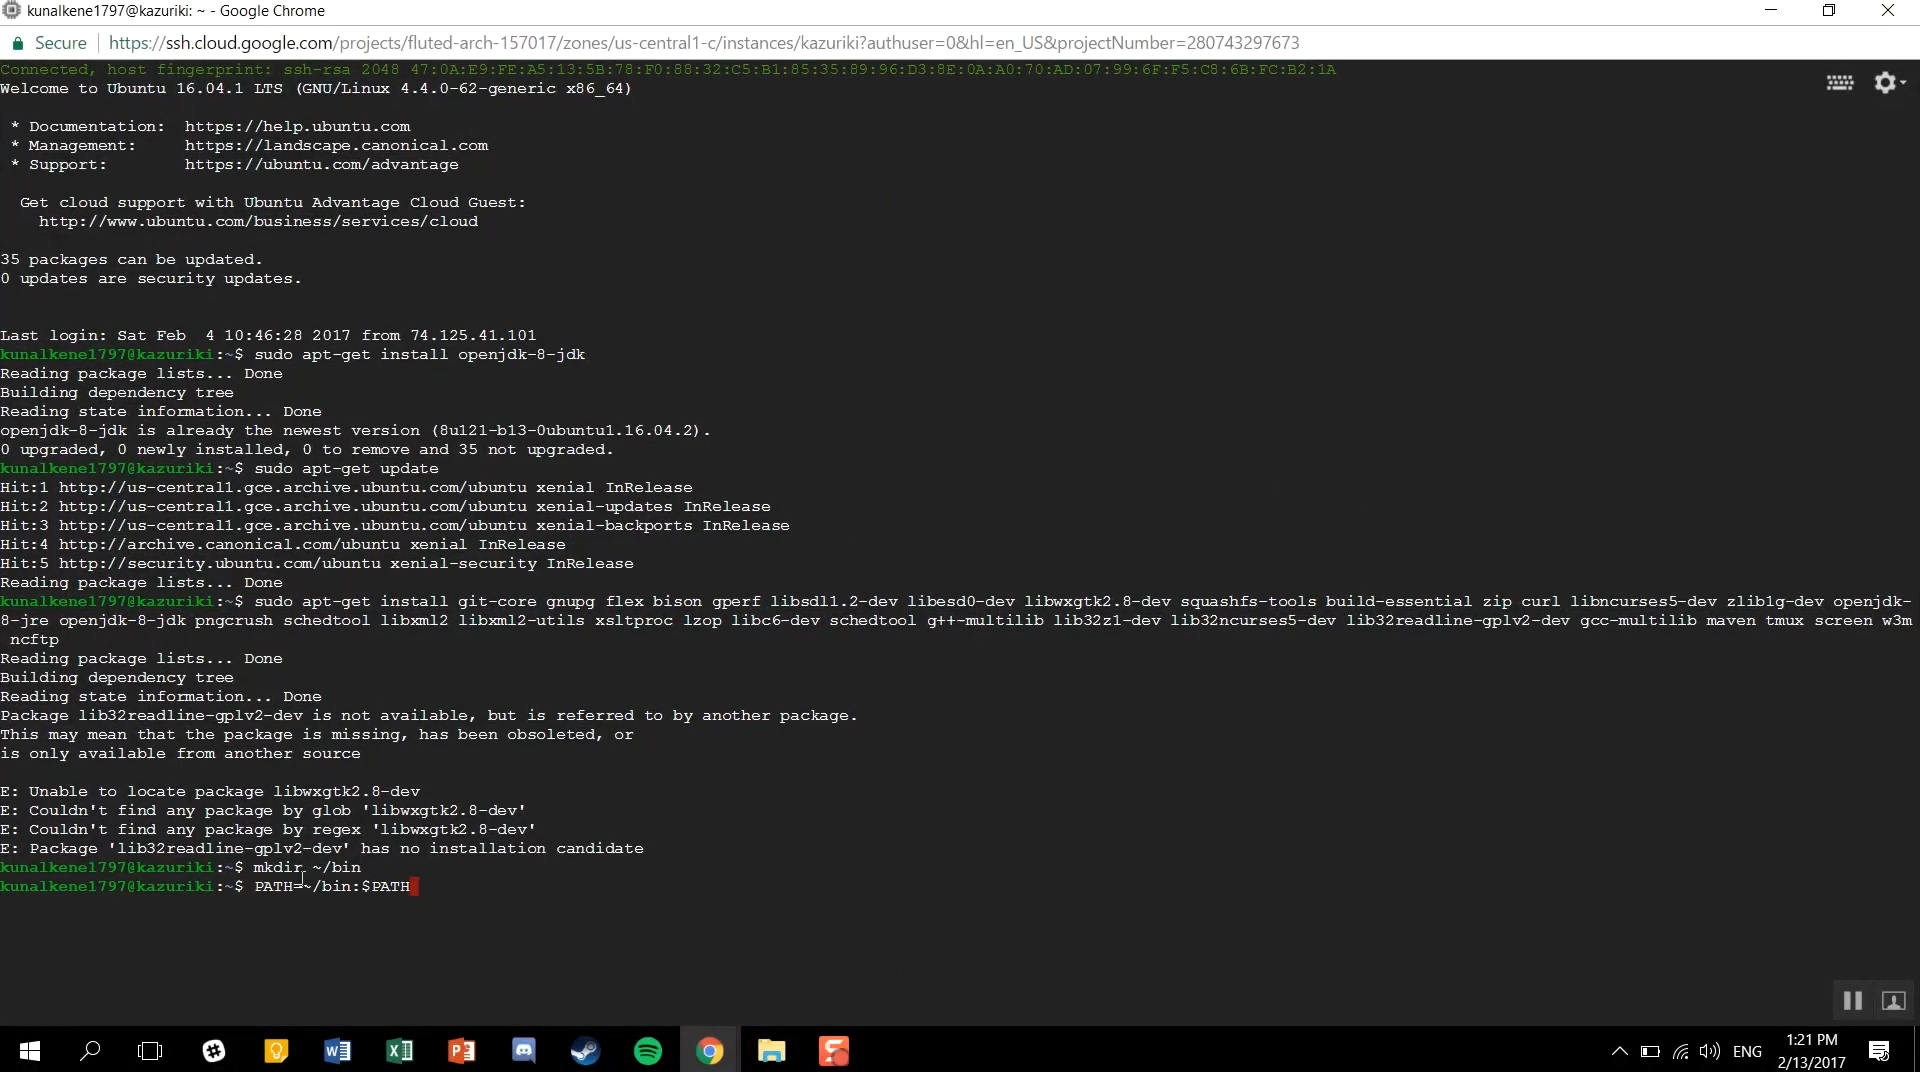 kunalkene1797@kazuriki: ~ - Google Chrome
Secure https://ssh.cloud.google.com/projects/fluted-arch-157017/zones/us-central1-c/instances/kazuriki?authuser=0&hl=en_US&projectNumber=280743297673
Connected, host fingerprint: ssh-rsa 2048 47:0A:E9:FE:A5:13:5B:78:F0:88:32:C5:B1:85:35:89:96:D3:8E:0A:A0:70:AD:07:99:6F:F5:C8:6B:FC:B2:1A
Welcome to Ubuntu 16.04.1 LTS (GNU/Linux 4.4.0-62-generic x86_64)
* Documentation: https://help.ubuntu.com
* Management: https://landscape.canonical.com
* Support: https://ubuntu.com/advantage
Get cloud support with Ubuntu Advantage Cloud Guest:
http://www.ubuntu.com/business/services/cloud
35 packages can be updated.
0 updates are security updates.
Last login: Sat Feb  4 10:46:28 2017 from 74.125.41.101
kunalkene1797@kazuriki:~$ sudo apt-get install openjdk-8-jdk
Reading package lists... Done
Building dependency tree
Reading state information... Done
openjdk-8-jdk is already the newest version (8u121-b13-0ubuntu1.16.04.2).
0 upgraded, 0 newly installed, 0 to remove and 35 not upgraded.
kunalkene1797@kazuriki:~$ sudo apt-get update
Hit:1 http://us-central1.gce.archive.ubuntu.com/ubuntu xenial InRelease
Hit:2 http://us-central1.gce.archive.ubuntu.com/ubuntu xenial-updates InRelease
Hit:3 http://us-central1.gce.archive.ubuntu.com/ubuntu xenial-backports InRelease
Hit:4 http://archive.canonical.com/ubuntu xenial InRelease
Hit:5 http://security.ubuntu.com/ubuntu xenial-security InRelease
Reading package lists... Done
kunalkene1797@kazuriki:~$ sudo apt-get install git-core gnupg flex bison gperf libsdl1.2-dev libesd0-dev libwxgtk2.8-dev squashfs-tools build-essential zip curl libncurses5-dev zlib1g-dev openjdk-
8-jre openjdk-8-jdk pngcrush schedtool libxml2 libxml2-utils xsltproc lzop libc6-dev schedtool g++-multilib lib32z1-dev lib32ncurses5-dev lib32readline-gplv2-dev gcc-multilib maven tmux screen w3m
ncftp
Reading package lists... Done
Building dependency tree
Reading state information... Done
Package lib32readline-gplv2-dev is not available, but is referred to by another package.
This may mean that the package is missing, has been obsoleted, or
is only available from another source
E: Unable to locate package libwxgtk2.8-dev
E: Couldn't find any package by glob 'libwxgtk2.8-dev'
E: Couldn't find any package by regex 'libwxgtk2.8-dev'
E: Package 'lib32readline-gplv2-dev' has no installation candidate
kunalkene1797@kazuriki:~$ mkdir ~/bin
kunalkene1797@kazuriki:~$ PATH=~/bin:$PATH
ENG
1:21 PM
2/13/2017